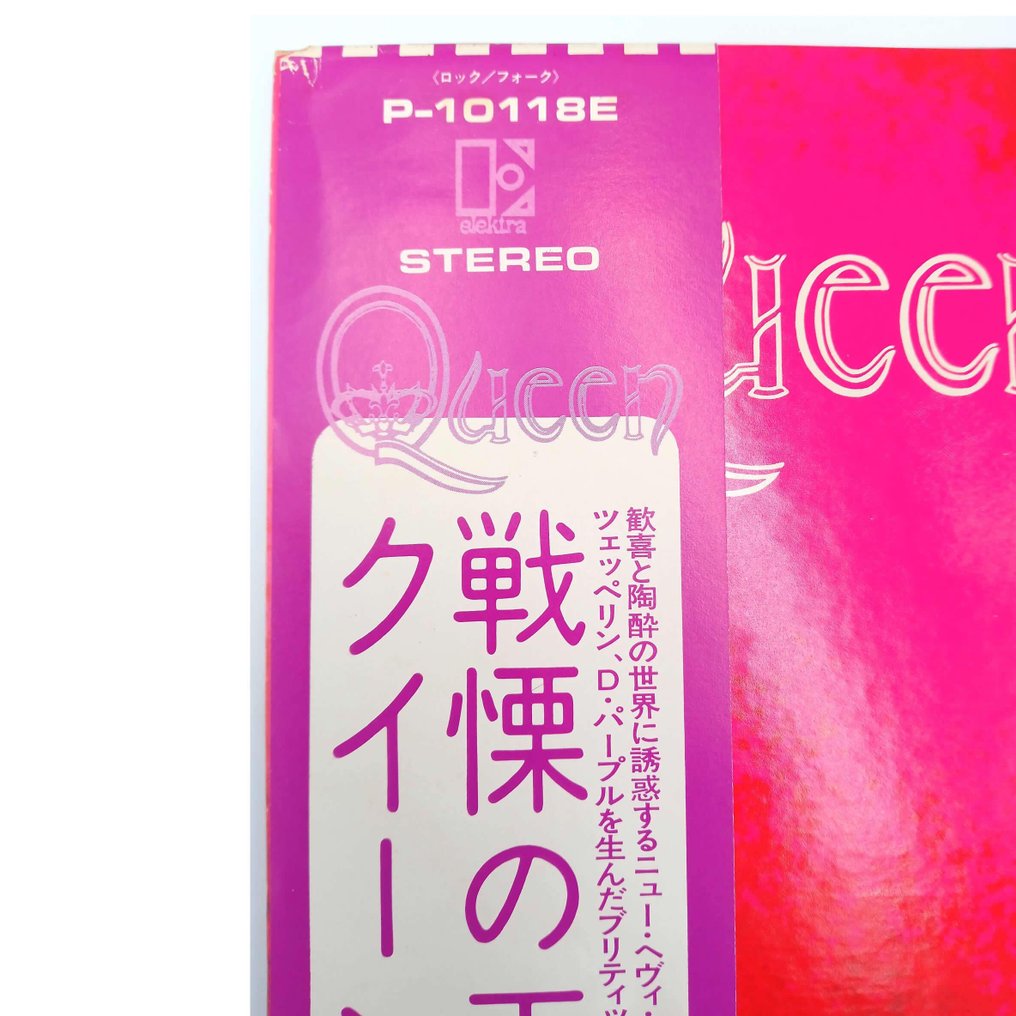 〈ロック／フォーク〉
P-10118E
elektra
STEREO
Queen
ueen
歓喜と陶酔の世界に誘惑するニュー・ヘヴィ・
ツェッペリン、D・パープルを生んだブリティッ
戦慄の王
クイーン